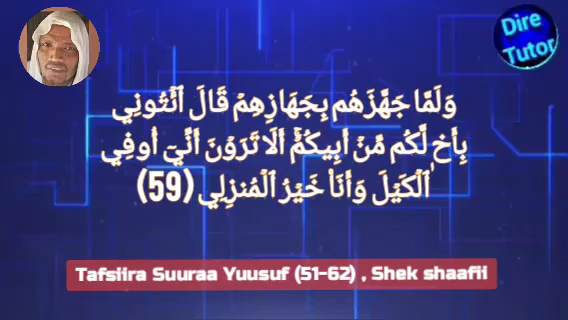 Dire
Tutor
وَلَمَّا جَهَّزَهُم بِجَهَازِهِمْ قَالَ ٱئْتُونِي
بِأَخٍ لَّكُم مِّنْ أَبِيكُمْ أَلَا تَرَوْنَ أَنِّيٓ أُوفِي
ٱلْكَيْلَ وَأَنَا۠ خَيْرُ ٱلْمُنزِلِي (59)
Tafsiira Suuraa Yuusuf (51-62) , Shek shaafii